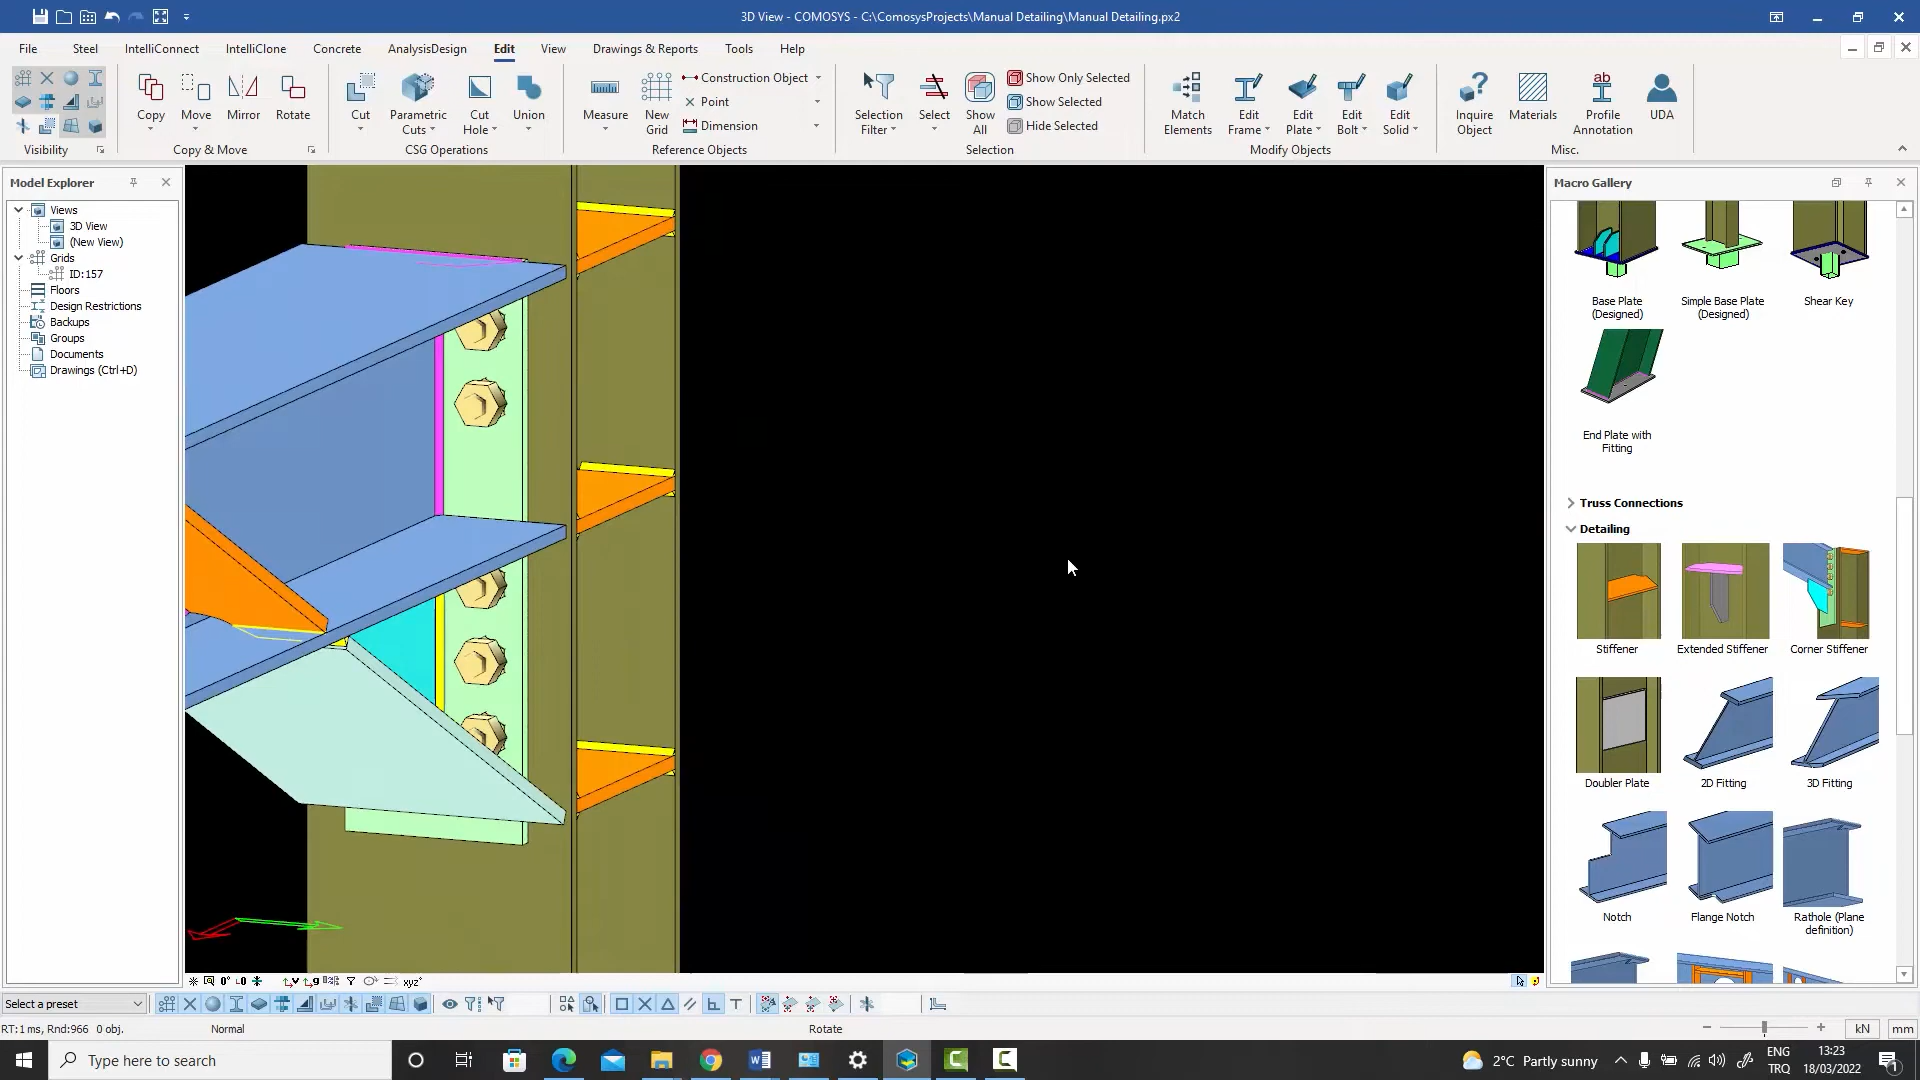 3D View - COMOSYS - C:\ComosysProjects\Manual Detailing\Manual Detailing.px2
File Steel IntelliConnect IntelliClone Concrete AnalysisDesign Edit View Drawings & Reports Tools Help
Visibility
Copy Move Mirror Rotate
Copy & Move
Cut Parametric Cuts Cut Hole Union
CSG Operations
Measure New Grid
Construction Object
Point
Dimension
Reference Objects
Selection Filter Select Show All
Show Only Selected
Show Selected
Hide Selected
Selection
Match Elements Edit Frame Edit Plate Edit Bolt Edit Solid
Modify Objects
Inquire Object Materials ab Profile Annotation UDA
Misc.
Model Explorer
Views
3D View
(New View)
Grids
ID:157
Floors
Design Restrictions
Backups
Groups
Documents
Drawings (Ctrl+D)
Macro Gallery
Base Plate (Designed)
Simple Base Plate (Designed)
Shear Key
End Plate with Fitting
Truss Connections
Detailing
Stiffener
Extended Stiffener
Corner Stiffener
Doubler Plate
2D Fitting
3D Fitting
Notch
Flange Notch
Rathole (Plane definition)
xyz
Select a preset
RT:1 ms, Rnd:966 0 obj. Normal Rotate kN mm
Type here to search
2°C Partly sunny
ENG
TRQ
13:23
18/03/2022
1